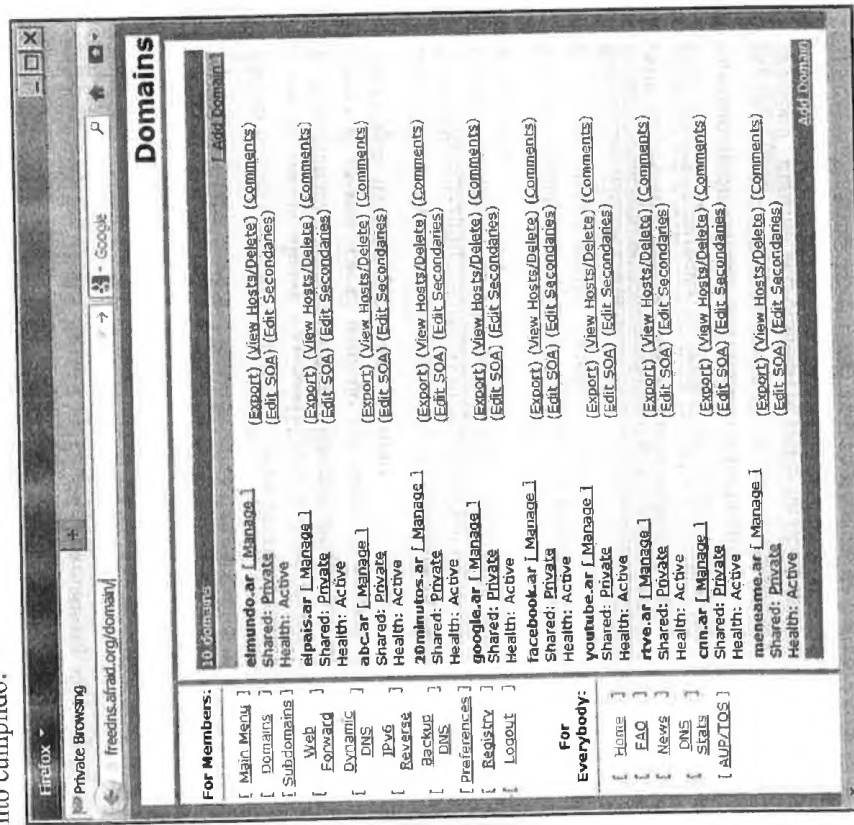 nto cumplido.
Firefox
Private Browsing
freedns.afraid.org/domain/
Google
Domains
For Members:
[ Main Menu ]
[ Domains ]
[ Subdomains ]
[ Web Forward ]
[ Dynamic DNS ]
[ IPv6 Reverse ]
[ Backup DNS ]
[ Preferences ]
[ Registry ]
[ Logout ]
For
Everybody:
[ Home ]
[ FAQ ]
[ News ]
[ DNS Stats ]
[ AUP/TOS ]
10 domains
[ Add Domain ]
elmundo.ar [ Manage ] (Export) (View Hosts/Delete) (Comments)
Shared: Private (Edit SOA) (Edit Secondaries)
Health: Active
elpais.ar [ Manage ] (Export) (View Hosts/Delete) (Comments)
Shared: Private (Edit SOA) (Edit Secondaries)
Health: Active
abc.ar [ Manage ] (Export) (View Hosts/Delete) (Comments)
Shared: Private (Edit SOA) (Edit Secondaries)
Health: Active
20minutos.ar [ Manage ] (Export) (View Hosts/Delete) (Comments)
Shared: Private (Edit SOA) (Edit Secondaries)
Health: Active
google.ar [ Manage ] (Export) (View Hosts/Delete) (Comments)
Shared: Private (Edit SOA) (Edit Secondaries)
Health: Active
facebook.ar [ Manage ] (Export) (View Hosts/Delete) (Comments)
Shared: Private (Edit SOA) (Edit Secondaries)
Health: Active
youtube.ar [ Manage ] (Export) (View Hosts/Delete) (Comments)
Shared: Private (Edit SOA) (Edit Secondaries)
Health: Active
rtve.ar [ Manage ] (Export) (View Hosts/Delete) (Comments)
Shared: Private (Edit SOA) (Edit Secondaries)
Health: Active
cnn.ar [ Manage ] (Export) (View Hosts/Delete) (Comments)
Shared: Private (Edit SOA) (Edit Secondaries)
Health: Active
meneame.ar [ Manage ] (Export) (View Hosts/Delete) (Comments)
Shared: Private (Edit SOA) (Edit Secondaries)
Health: Active
Add Domain